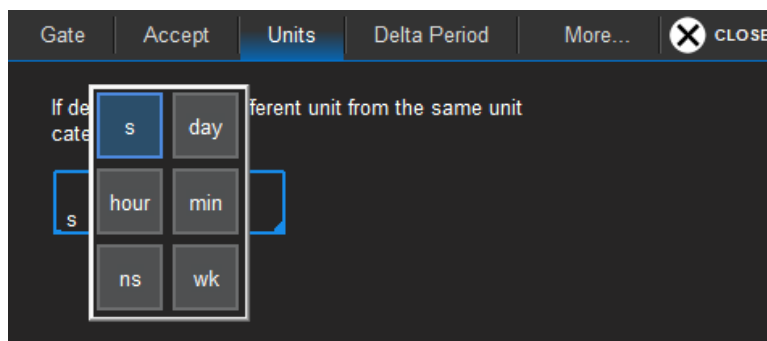 Gate Accept Units Delta Period More... CLOSE
If de
ferent unit from the same unit
cate
s day
hour min
s
ns wk